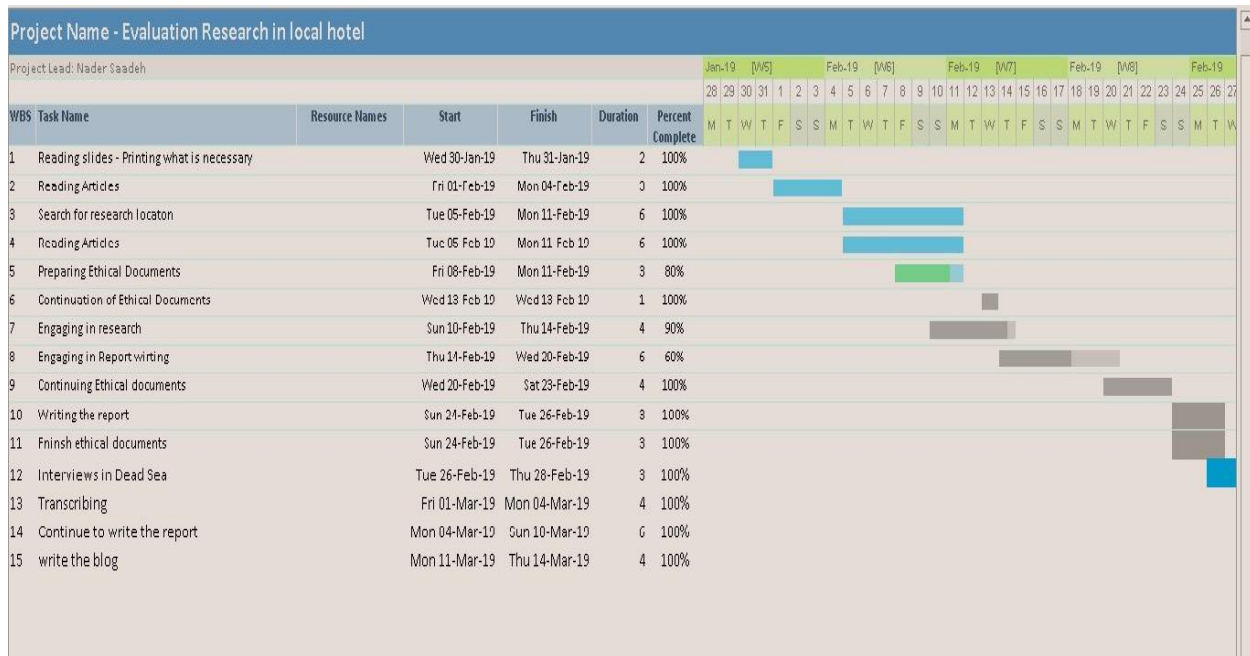 Project Name - Evaluation Research in local hotel
Project Lead: Nader Saadeh
Jan-19 [W5] Feb-19 [W6] Feb-19 [W7] Feb-19 [W8] Feb-19
28 29 30 31 1 2 3 4 5 6 7 8 9 10 11 12 13 14 15 16 17 18 19 20 21 22 23 24 25 26 27
WBS Task Name Resource Names Start Finish Duration Percent Complete M T W T F S S M T W T F S S M T W T F S S M T W T F S S M T W
1 Reading slides - Printing what is necessary Wed 30-Jan-19 Thu 31-Jan-19 2 100%
2 Reading Articles Fri 01-Feb-19 Mon 04-Feb-19 3 100%
3 Search for research locaton Tue 05-Feb-19 Mon 11-Feb-19 6 100%
4 Reading Articles Tue 05-Feb-19 Mon 11-Feb-19 6 100%
5 Preparing Ethical Documents Fri 08-Feb-19 Mon 11-Feb-19 3 80%
6 Continuation of Ethical Documents Wed 13-Feb-19 Wed 13-Feb-19 1 100%
7 Engaging in research Sun 10-Feb-19 Thu 14-Feb-19 4 90%
8 Engaging in Report wirting Thu 14-Feb-19 Wed 20-Feb-19 6 60%
9 Continuing Ethical documents Wed 20-Feb-19 Sat 23-Feb-19 4 100%
10 Writing the report Sun 24-Feb-19 Tue 26-Feb-19 3 100%
11 Fninsh ethical documents Sun 24-Feb-19 Tue 26-Feb-19 3 100%
12 Interviews in Dead Sea Tue 26-Feb-19 Thu 28-Feb-19 3 100%
13 Transcribing Fri 01-Mar-19 Mon 04-Mar-19 4 100%
14 Continue to write the report Mon 04-Mar-19 Sun 10-Mar-19 6 100%
15 write the blog Mon 11-Mar-19 Thu 14-Mar-19 4 100%